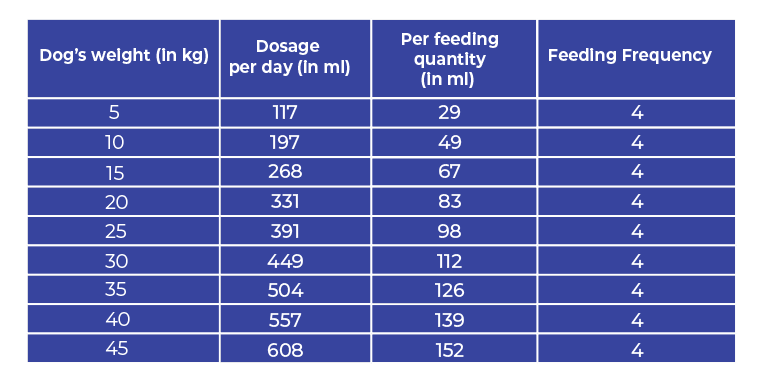 Dog's weight (in kg) Dosage per day (in ml) Per feeding quantity (in ml) Feeding Frequency
5 117 29 4
10 197 49 4
15 268 67 4
20 331 83 4
25 391 98 4
30 449 112 4
35 504 126 4
40 557 139 4
45 608 152 4